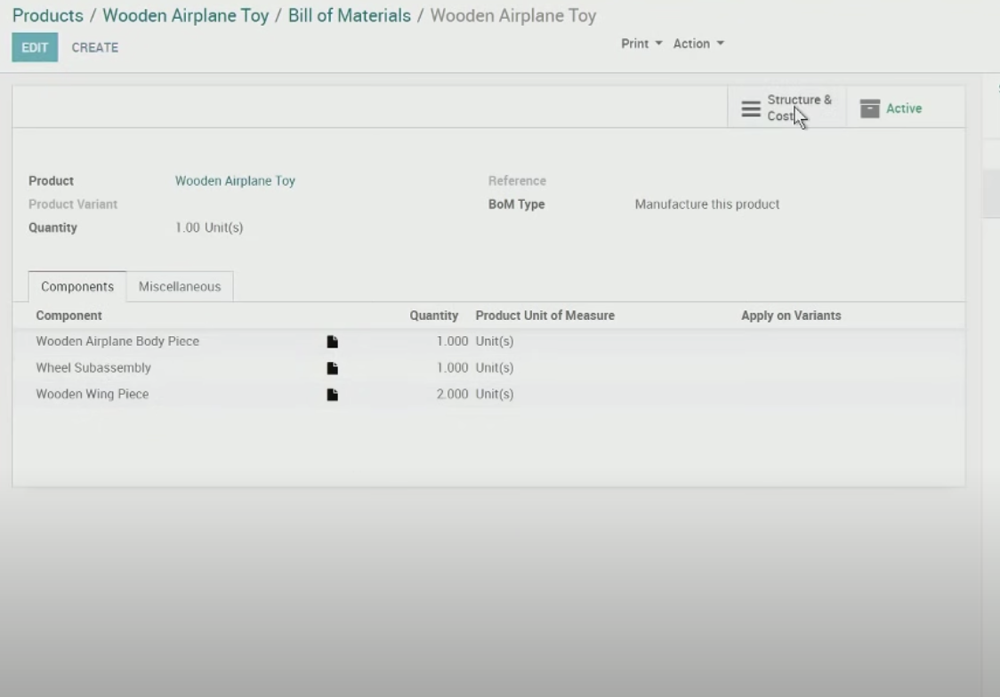 Products / Wooden Airplane Toy / Bill of Materials / Wooden Airplane Toy
EDIT CREATE Print Action
Structure &
Cost
Active
Product Wooden Airplane Toy Reference
Product Variant BoM Type Manufacture this product
Quantity 1.00 Unit(s)
Components Miscellaneous
Component Quantity Product Unit of Measure Apply on Variants
Wooden Airplane Body Piece 1.000 Unit(s)
Wheel Subassembly 1.000 Unit(s)
Wooden Wing Piece 2.000 Unit(s)